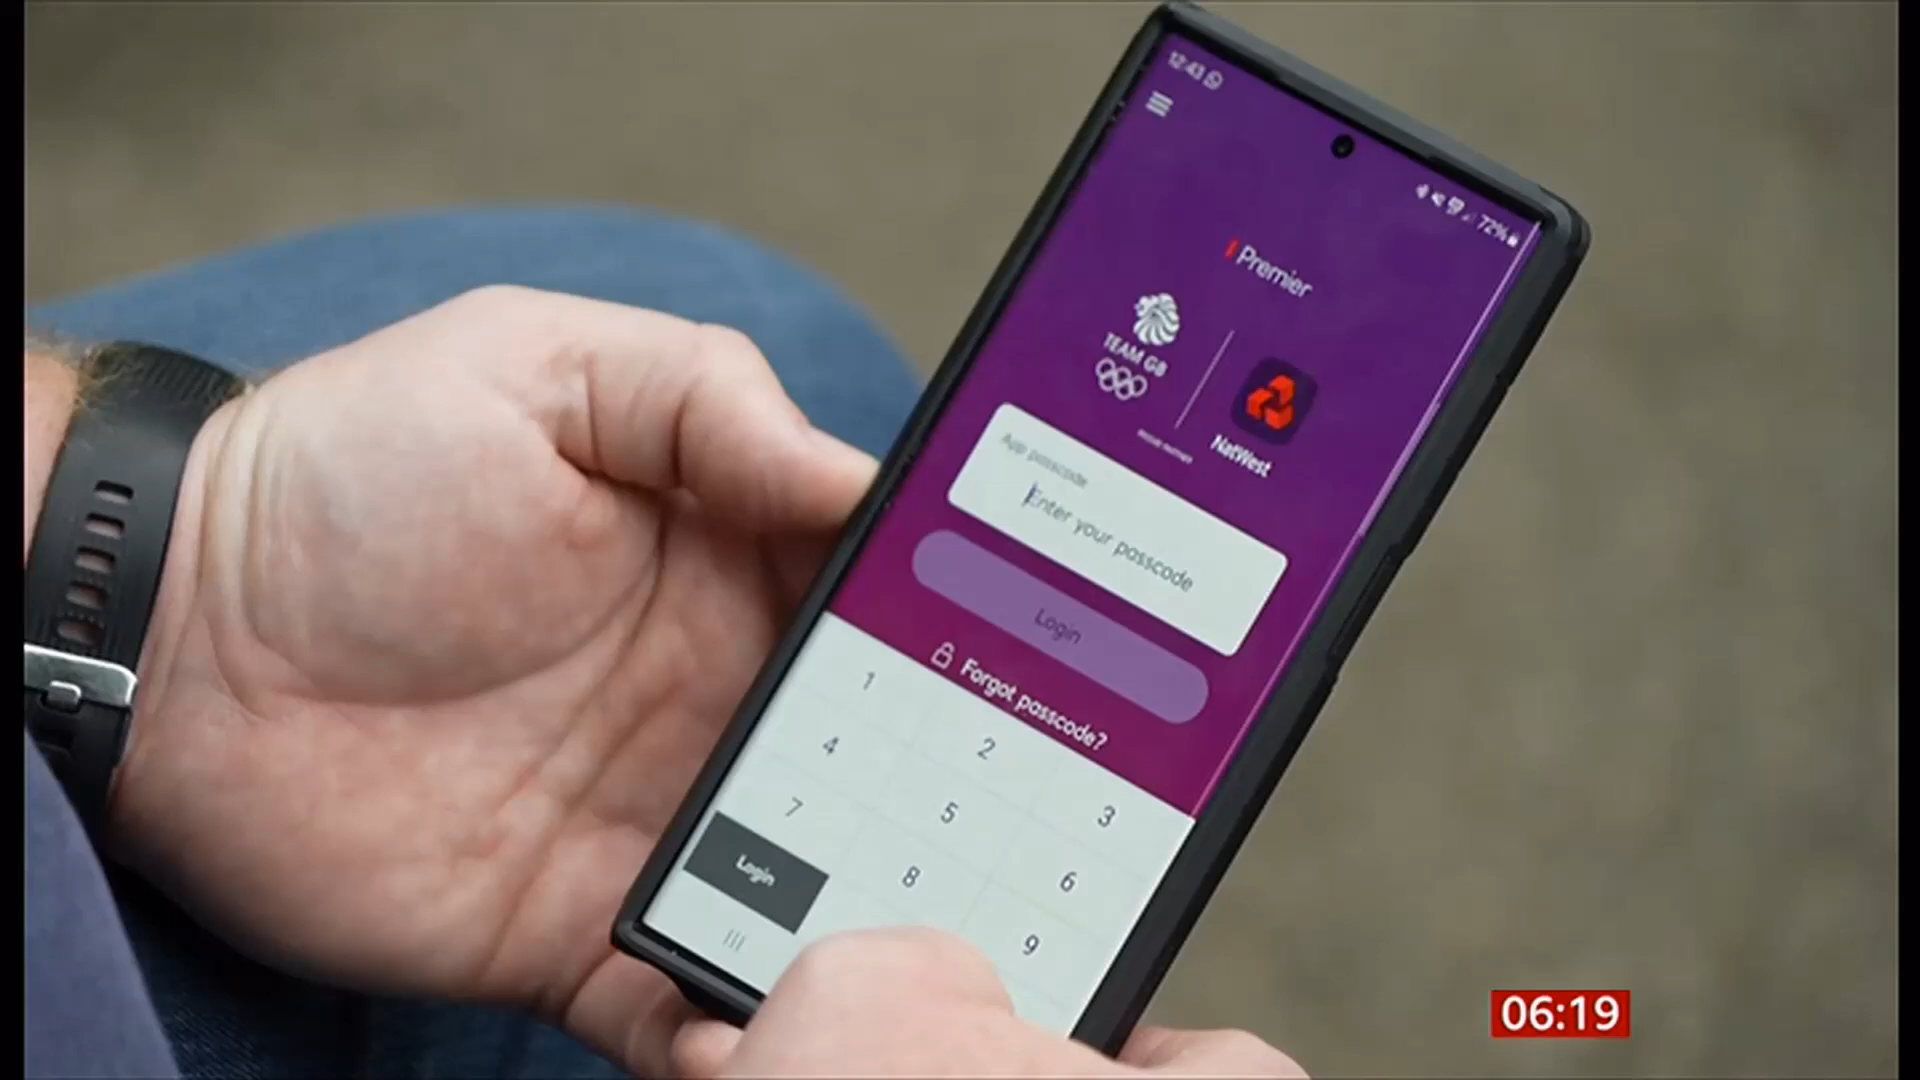 12:43
72%
Premier
TEAM GB
NatWest
App passcode
Enter your passcode
Login
Forgot passcode?
1
2
3
4
5
6
7
8
9
Login
06:19